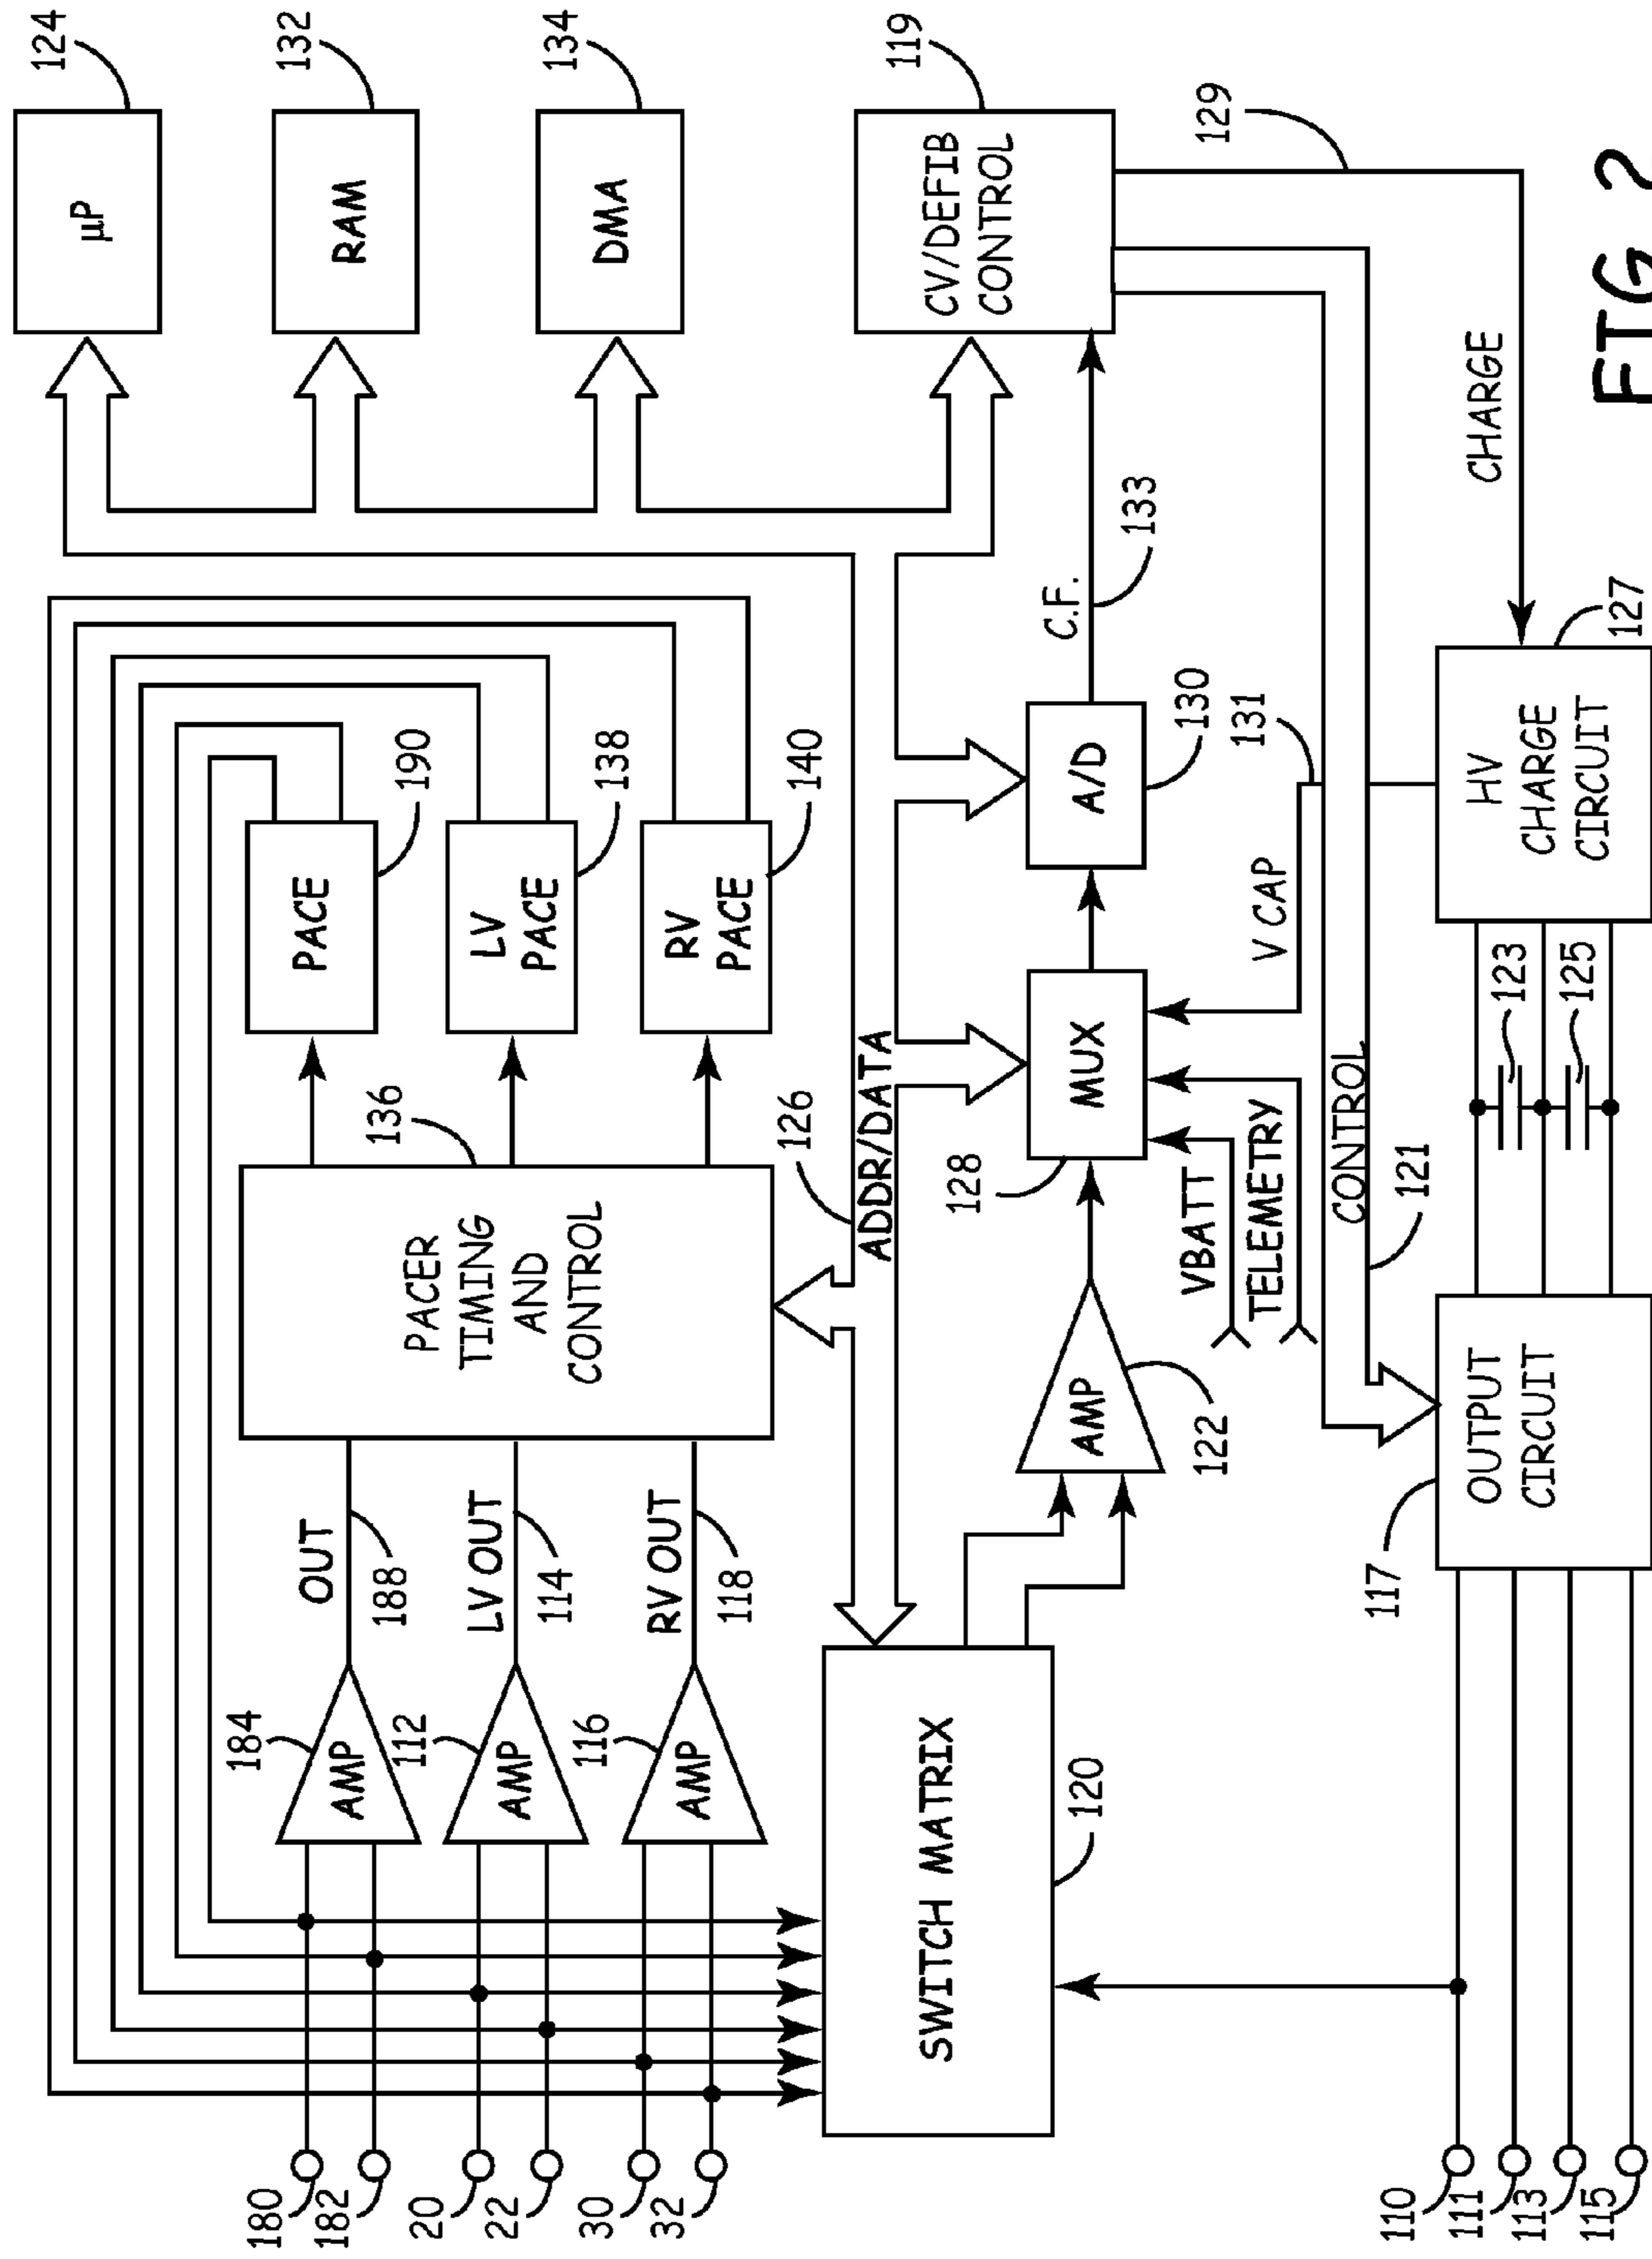 124
132
134
119
µP
RAM
DMA
CV/DEFIB
CONTROL
129
190
138
140
PACE
LV
PACE
RV
PACE
136
PACER
TIMING
AND
CONTROL
126
ADDR/DATA
OUT
188
LV OUT
114
RV OUT
118
184
AMP
112
AMP
116
AMP
180
182
20
22
30
32
SWITCH MATRIX
120
AMP
122
128
MUX
VBATT
TELEMETRY
V CAP
131
A/D
130
C.F.
133
CONTROL
121
CHARGE
HV
CHARGE
CIRCUIT
127
123
125
OUTPUT
CIRCUIT
117
110
111
113
115
FIG 2